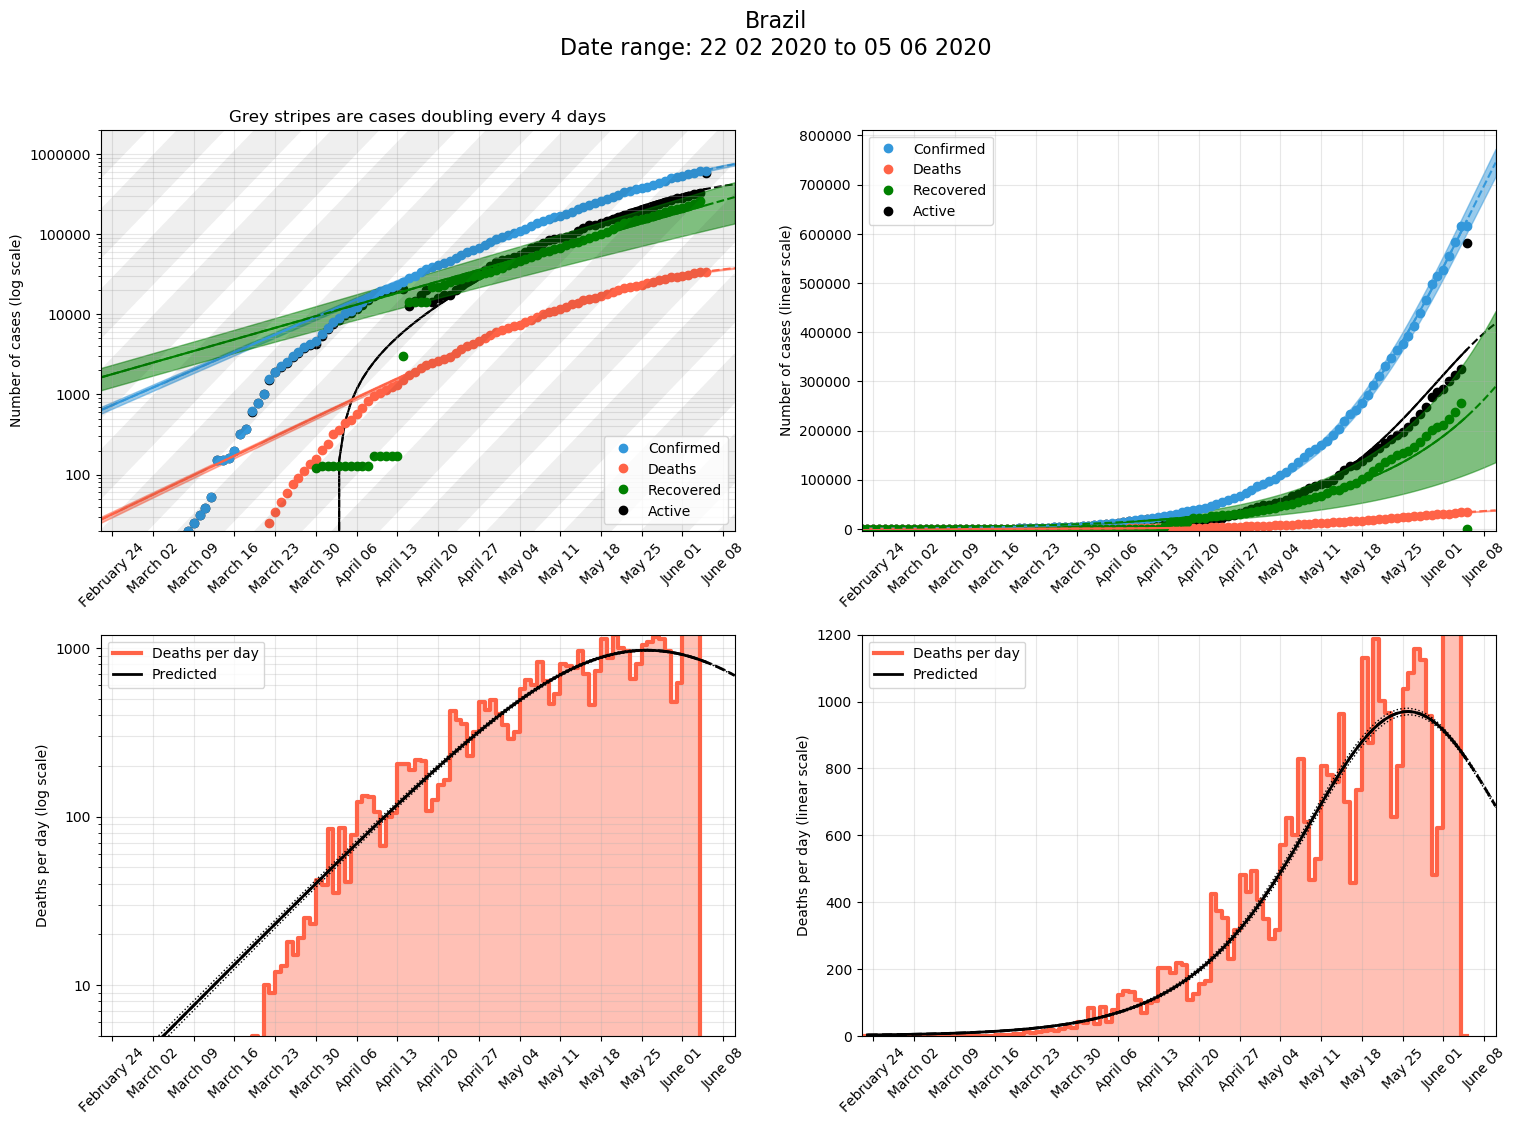 Brazil
Date range: 22 02 2020 to 05 06 2020
Grey stripes are cases doubling every 4 days
Number of cases (log scale)
1000000
100000
10000
1000
100
Confirmed
Deaths
Recovered
Active
February 24
March 02
March 09
March 16
March 23
March 30
April 06
April 13
April 20
April 27
May 04
May 11
May 18
May 25
June 01
June 08
Number of cases (linear scale)
800000
700000
600000
500000
400000
300000
200000
100000
0
Confirmed
Deaths
Recovered
Active
February 24
March 02
March 09
March 16
March 23
March 30
April 06
April 13
April 20
April 27
May 04
May 11
May 18
May 25
June 01
June 08
Deaths per day (log scale)
1000
100
10
Deaths per day
Predicted
February 24
March 02
March 09
March 16
March 23
March 30
April 06
April 13
April 20
April 27
May 04
May 11
May 18
May 25
June 01
June 08
Deaths per day (linear scale)
1200
1000
800
600
400
200
0
Deaths per day
Predicted
February 24
March 02
March 09
March 16
March 23
March 30
April 06
April 13
April 20
April 27
May 04
May 11
May 18
May 25
June 01
June 08